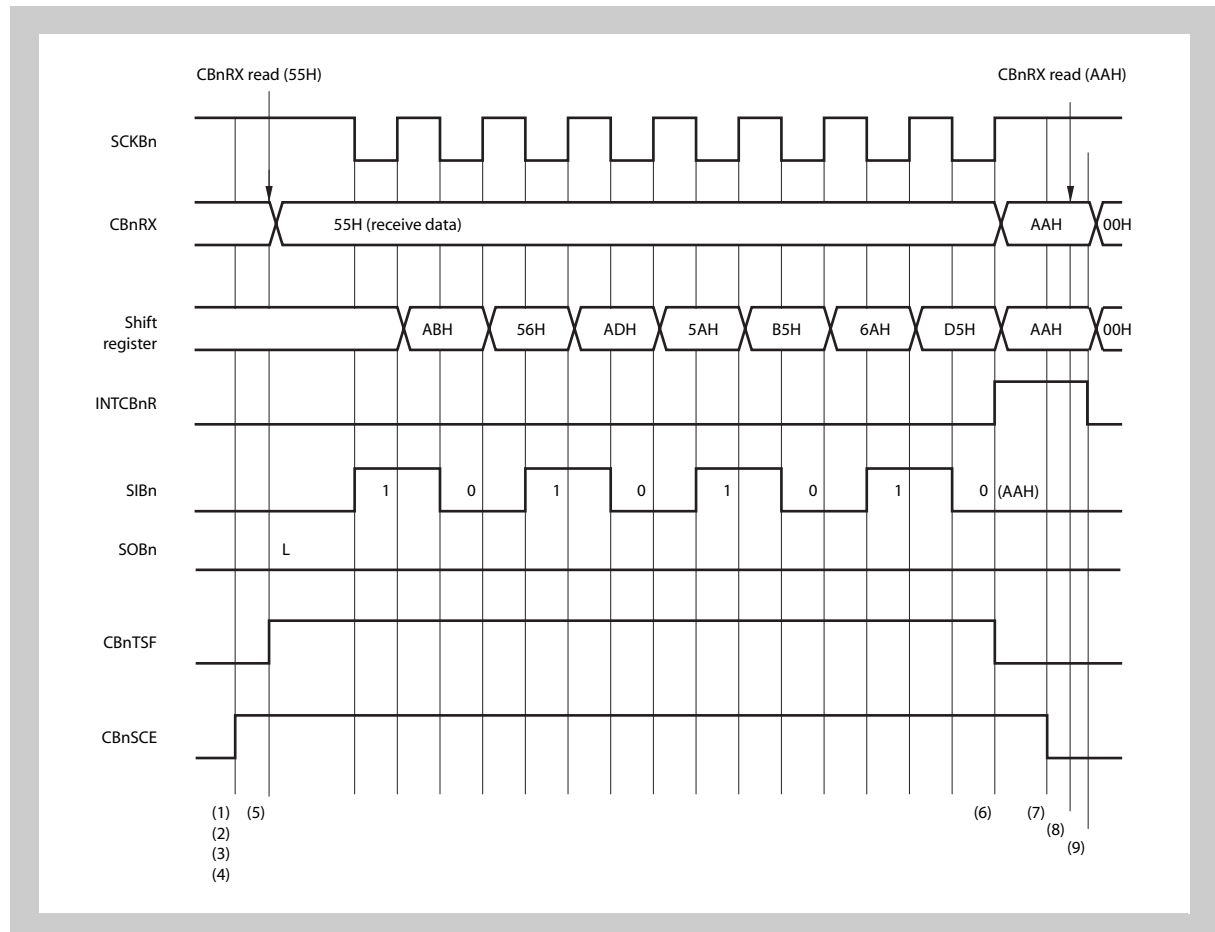 CBnRX read (55H)
CBnRX read (AAH)
SCKBn
CBnRX
55H (receive data)
AAH
00H
Shift
register
ABH
56H
ADH
5AH
B5H
6AH
D5H
AAH
00H
INTCBnR
SIBn
1
0
1
0
1
0
1
0
(AAH)
SOBn
L
CBnTSF
CBnSCE
(1)
(5)
(6)
(7)
(2)
(8)
(3)
(9)
(4)